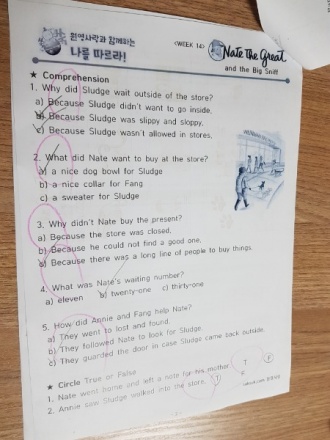 원엣사람과 함께하는
나를 따르라!
<WEEK 14>
Nate the Great
and the Big Sniff
★ Comprehension
1. Why did Sludge wait outside of the store?
a) Because Sludge didn't want to go inside.
b) Because Sludge was slippy and sloppy.
c) Because Sludge wasn't allowed in stores.
2. What did Nate want to buy at the store?
a) a nice dog bowl for Sludge
b) a nice collar for Fang
c) a sweater for Sludge
3. Why didn't Nate buy the present?
a) Because the store was closed.
b) Because he could not find a good one.
c) Because there was a long line of people to buy things.
4. What was Nate's waiting number?
a) eleven b) twenty-one c) thirty-one
5. How did Annie and Fang help Nate?
a) They went to lost and found.
b) They followed Nate to look for Sludge.
c) They guarded the door in case Sludge came back outside.
★ Circle True or False
1. Nate went home and left a note for his mother. T F
2. Annie saw Sludge walked into the store. T F